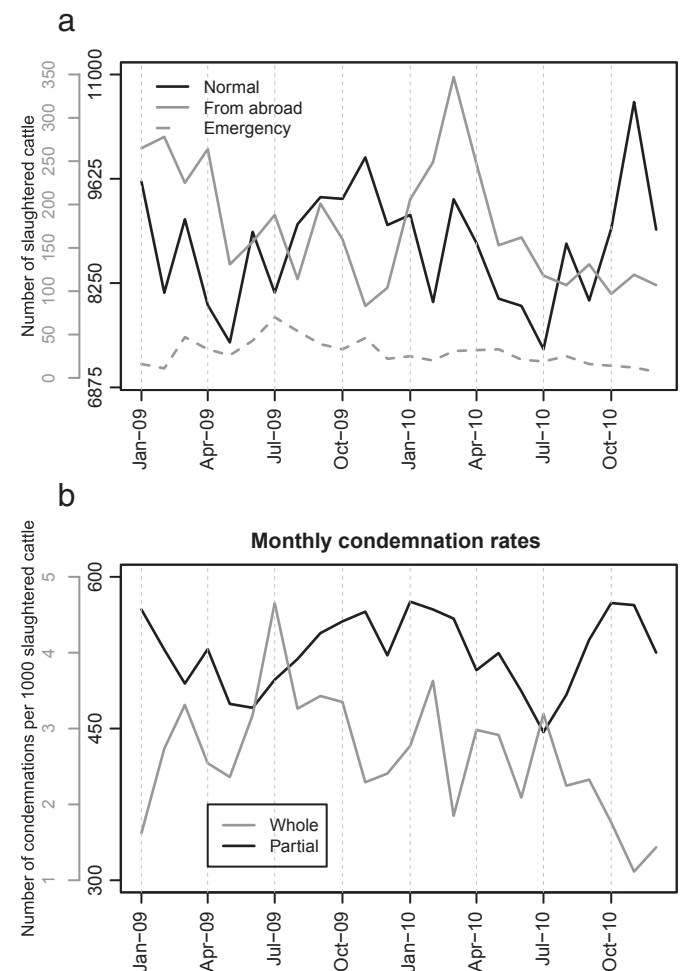 a
Number of slaughtered cattle
350
300
250
200
150
100
50
0
11000
9625
8250
6875
Normal
From abroad
Emergency
Jan−09
Apr−09
Jul−09
Oct−09
Jan−10
Apr−10
Jul−10
Oct−10
b
Monthly condemnation rates
Number of condemnations per 1000 slaughtered cattle
5
4
3
2
1
600
450
300
Whole
Partial
Jan−09
Apr−09
Jul−09
Oct−09
Jan−10
Apr−10
Jul−10
Oct−10